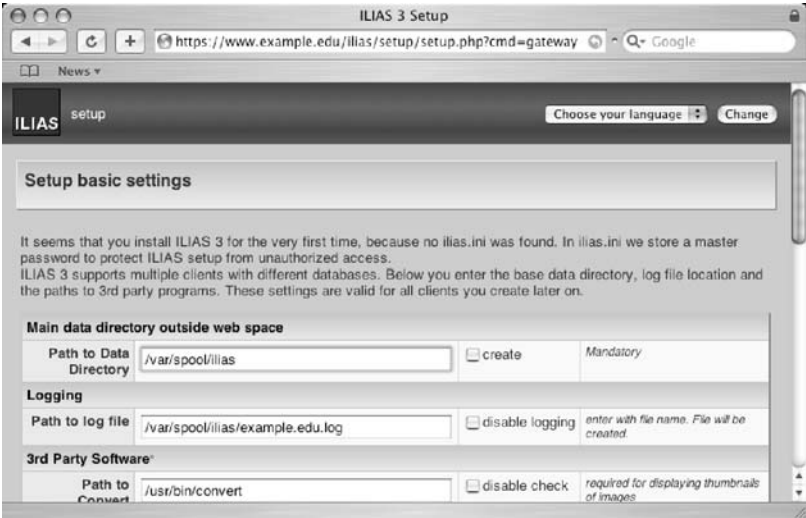 ILIAS 3 Setup
https://www.example.edu/ilias/setup/setup.php?cmd=gateway
Google
News
ILIAS
setup
Choose your language
Change
Setup basic settings
It seems that you install ILIAS 3 for the very first time, because no ilias.ini was found. In ilias.ini we store a master
password to protect ILIAS setup from unauthorized access.
ILIAS 3 supports multiple clients with different databases. Below you enter the base data directory, log file location and
the paths to 3rd party programs. These settings are valid for all clients you create later on.
Main data directory outside web space
Path to Data
Directory
/var/spool/ilias
create
Mandatory
Logging
Path to log file
/var/spool/ilias/example.edu.log
disable logging
enter with file name. File will be
created.
3rd Party Software*
Path to
Convert
/usr/bin/convert
disable check
required for displaying thumbnails
of images